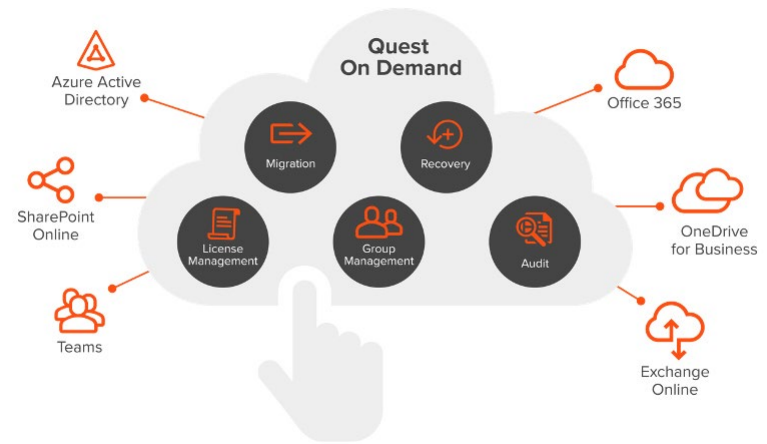 Quest
On Demand
Azure Active
Directory
Office 365
Migration
Recovery
SharePoint
Online
OneDrive
for Business
License
Management
Group
Management
Audit
Teams
Exchange
Online